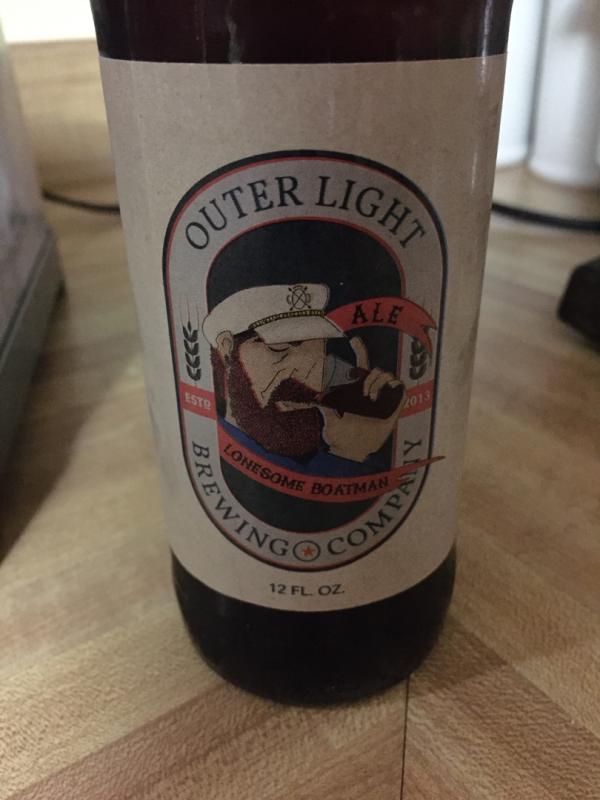 OUTER LIGHT
ALE
ESTD 2013
LONESOME BOATMAN
BREWING COMPANY
12 FL. OZ.